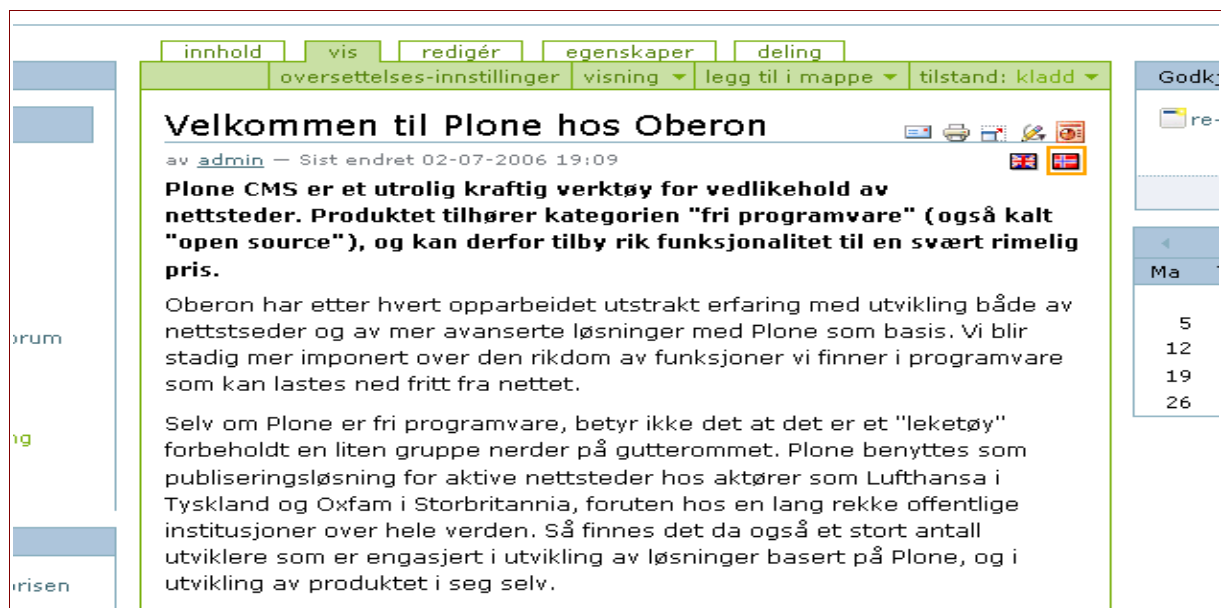 innhold vis redigér egenskaper deling
oversettelses-innstillinger visning legg til i mappe tilstand: kladd
Velkommen til Plone hos Oberon
av admin — Sist endret 02-07-2006 19:09
Plone CMS er et utrolig kraftig verktøy for vedlikehold av
nettsteder. Produktet tilhører kategorien "fri programvare" (også kalt
"open source"), og kan derfor tilby rik funksjonalitet til en svært rimelig
pris.
Oberon har etter hvert opparbeidet utstrakt erfaring med utvikling både av
nettstseder og av mer avanserte løsninger med Plone som basis. Vi blir
stadig mer imponert over den rikdom av funksjoner vi finner i programvare
som kan lastes ned fritt fra nettet.
Selv om Plone er fri programvare, betyr ikke det at det er et "leketøy"
forbeholdt en liten gruppe nerder på gutterommet. Plone benyttes som
publiseringsløsning for aktive nettsteder hos aktører som Lufthansa i
Tyskland og Oxfam i Storbritannia, foruten hos en lang rekke offentlige
institusjoner over hele verden. Så finnes det da også et stort antall
utviklere som er engasjert i utvikling av løsninger basert på Plone, og i
utvikling av produktet i seg selv.
orum
ng
risen
Godkj
re-
Ma
5
12
19
26